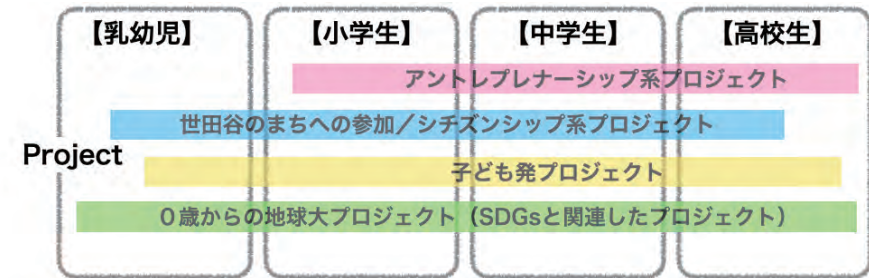 【乳幼児】 【小学生】 【中学生】 【高校生】
アントレプレナーシップ系プロジェクト
世田谷のまちへの参加／シチズンシップ系プロジェクト
Project
子ども発プロジェクト
０歳からの地球大プロジェクト（SDGsと関連したプロジェクト）